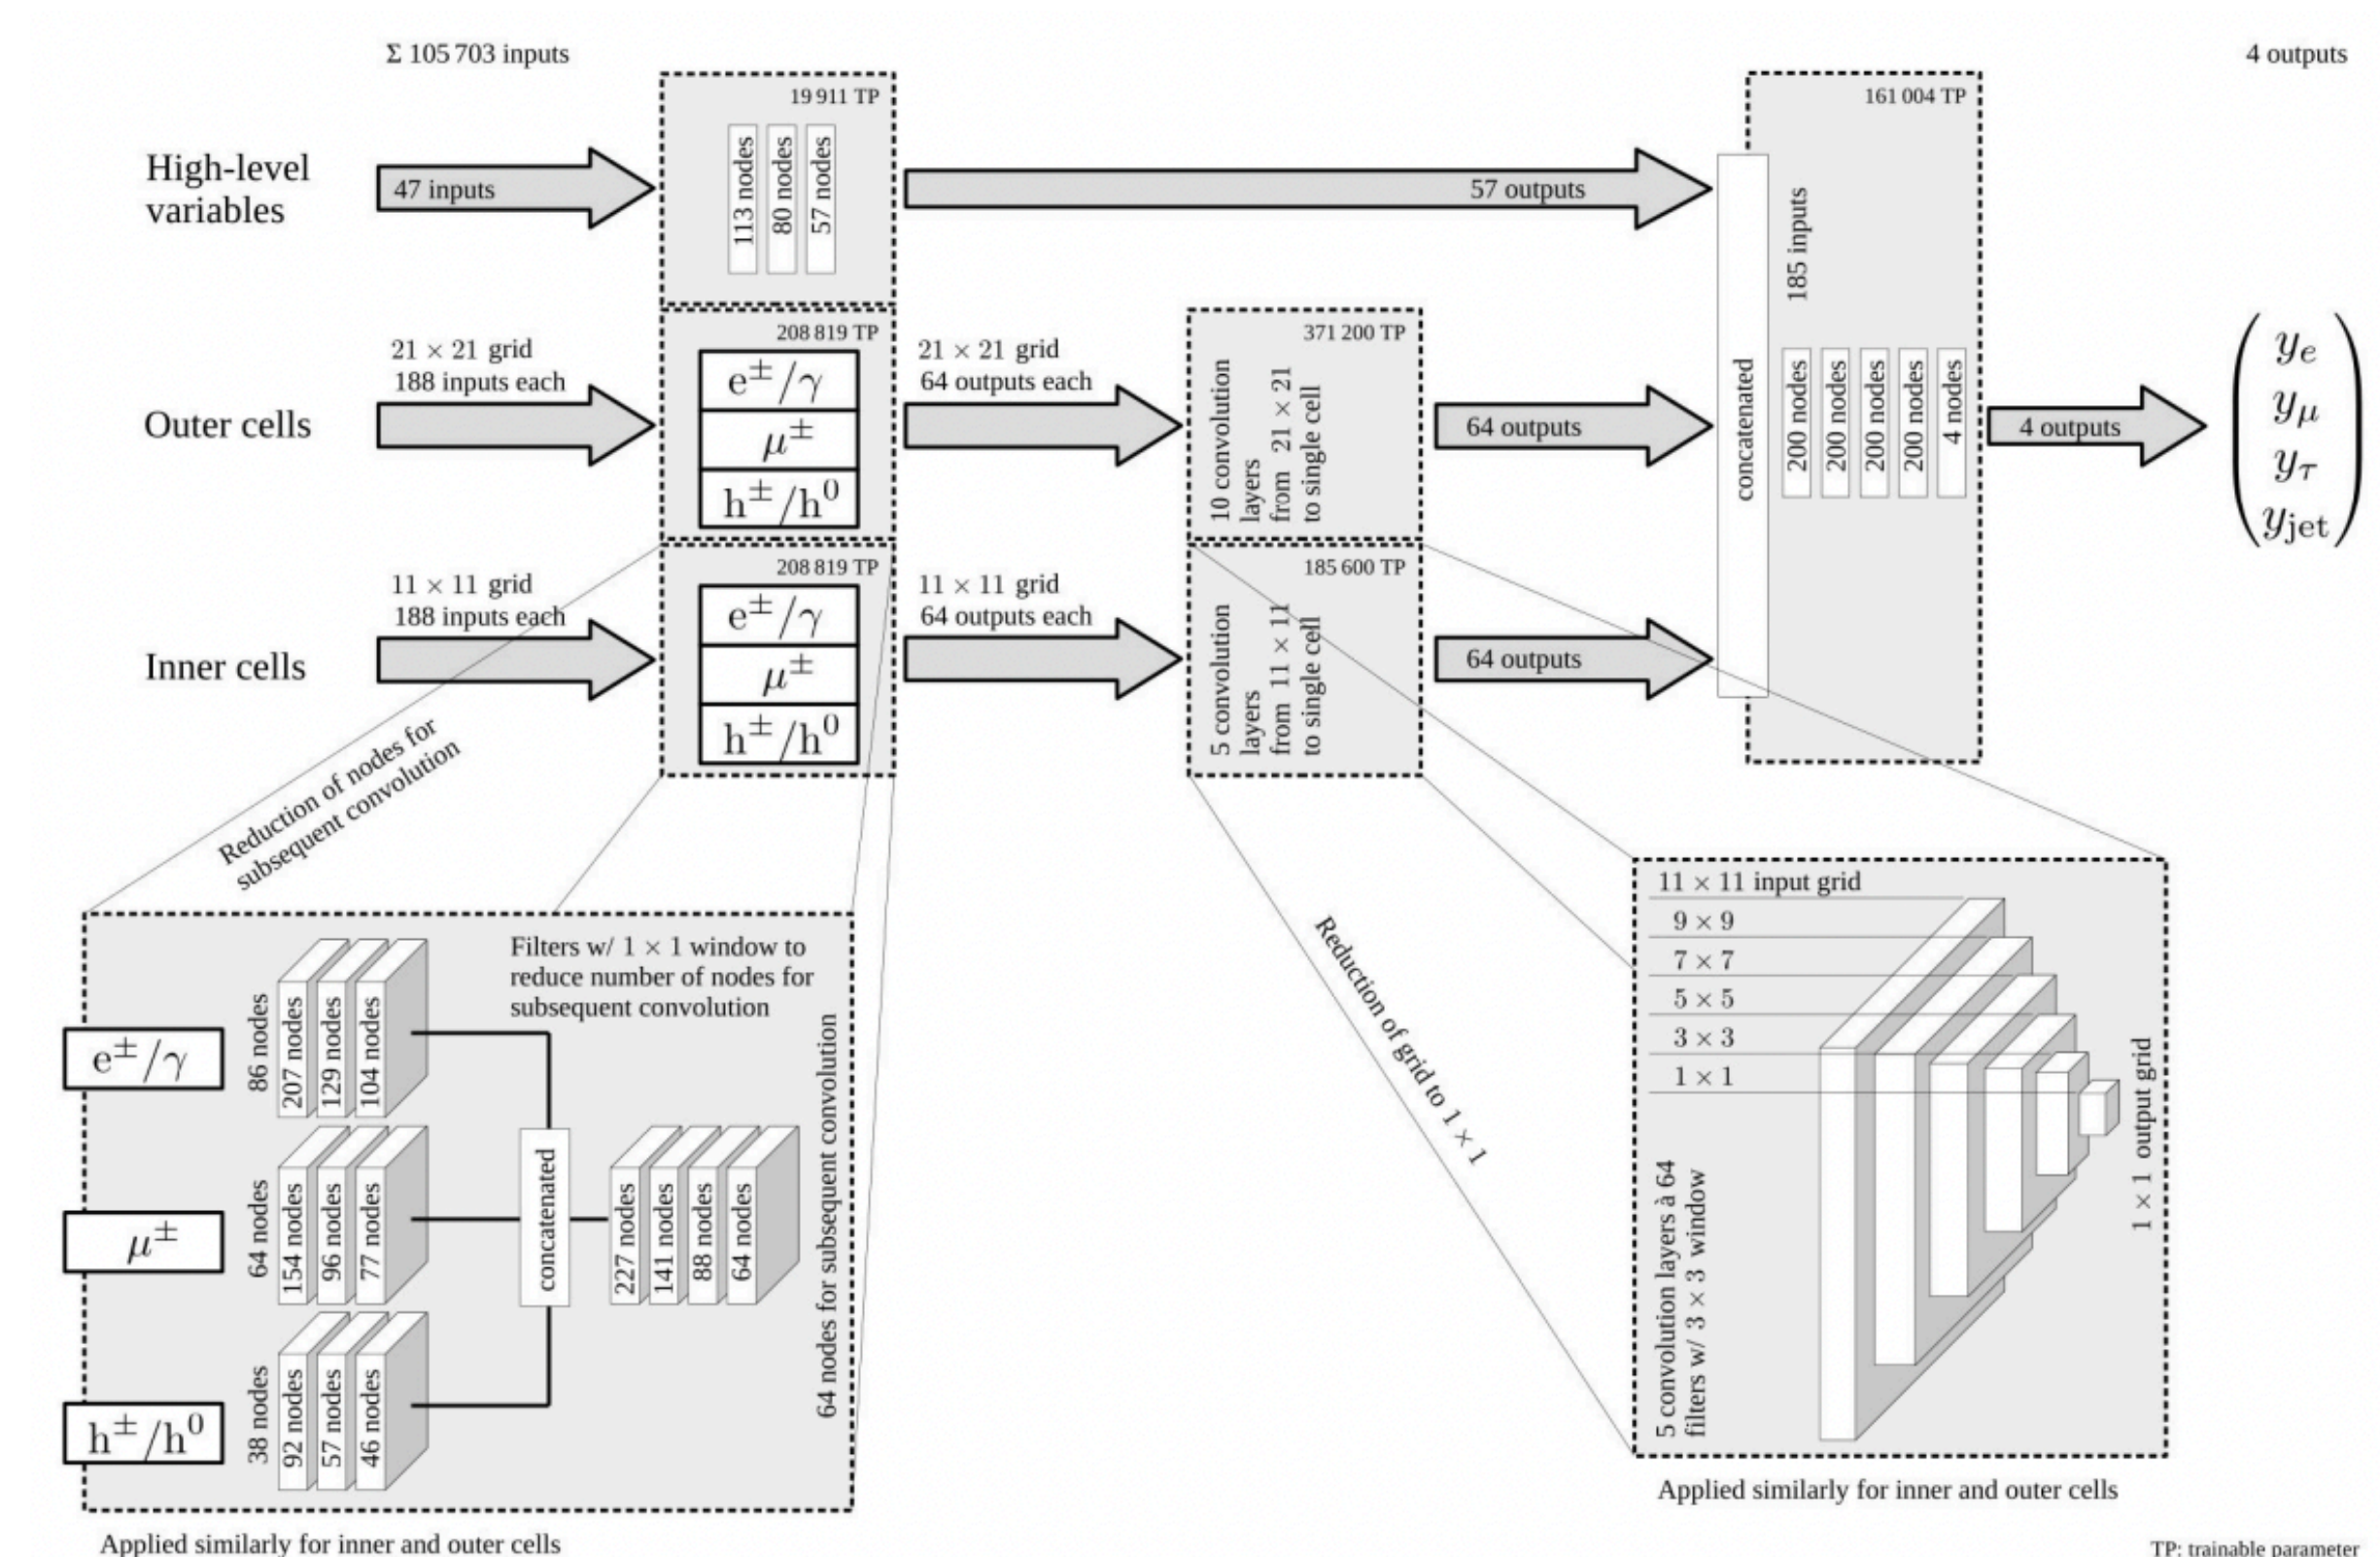 Σ 105 703 inputs
4 outputs
19 911 TP
161 004 TP
High-level
variables
47 inputs
113 nodes
80 nodes
57 nodes
57 outputs
185 inputs
208 819 TP
371 200 TP
21 × 21 grid
188 inputs each
Outer cells
e±/γ
μ±
h±/h⁰
21 × 21 grid
64 outputs each
10 convolution
layers
from 21 × 21
to single cell
64 outputs
concatenated
200 nodes
200 nodes
200 nodes
200 nodes
4 nodes
4 outputs
y_e
y_μ
y_τ
y_jet
208 819 TP
185 600 TP
11 × 11 grid
188 inputs each
Inner cells
e±/γ
μ±
h±/h⁰
11 × 11 grid
64 outputs each
5 convolution
layers
from 11 × 11
to single cell
64 outputs
Reduction of nodes for
subsequent convolution
Filters w/ 1 × 1 window to
reduce number of nodes for
subsequent convolution
e±/γ
86 nodes
207 nodes
129 nodes
104 nodes
μ±
64 nodes
154 nodes
96 nodes
77 nodes
h±/h⁰
38 nodes
92 nodes
57 nodes
46 nodes
concatenated
227 nodes
141 nodes
88 nodes
64 nodes
64 nodes for subsequent convolution
Applied similarly for inner and outer cells
Reduction of grid to 1 × 1
11 × 11 input grid
9 × 9
7 × 7
5 × 5
3 × 3
1 × 1
5 convolution layers à 64
filters w/ 3 × 3 window
1 × 1 output grid
Applied similarly for inner and outer cells
TP: trainable parameter